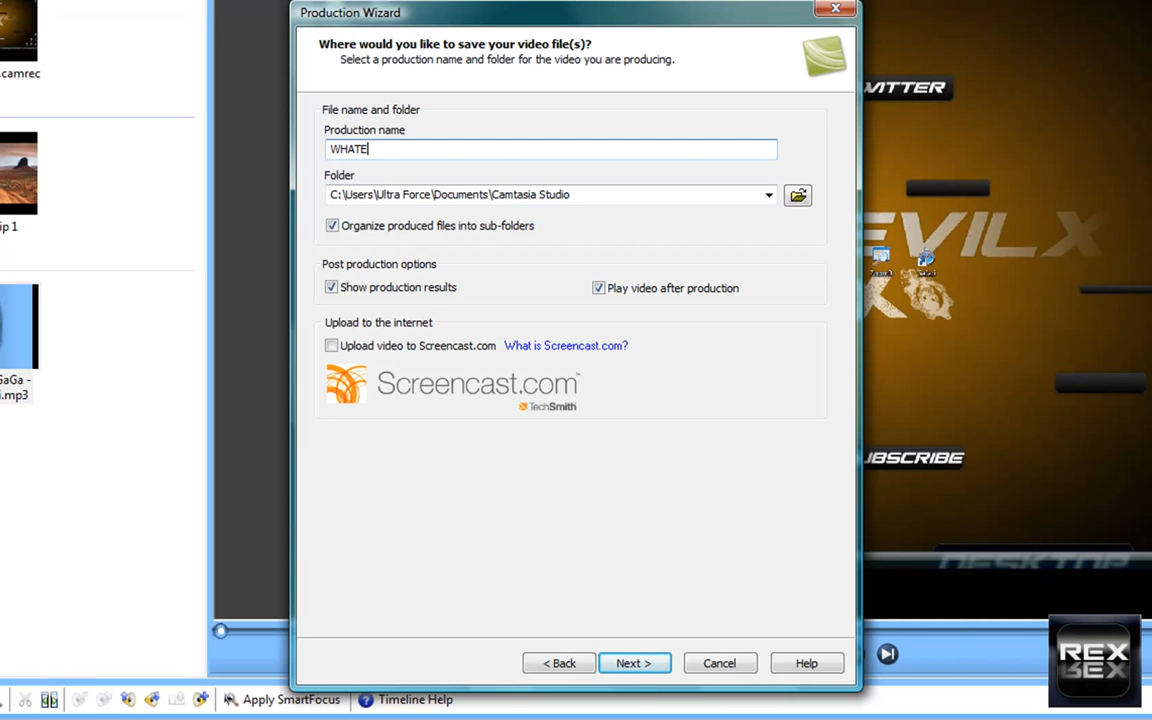 Production Wizard
Where would you like to save your video file(s)?
Select a production name and folder for the video you are producing.
File name and folder
Production name
WHATE
Folder
C:\Users\Ultra Force\Documents\Camtasia Studio
Organize produced files into sub-folders
Post production options
Show production results
Play video after production
Upload to the internet
Upload video to Screencast.com What is Screencast.com?
Screencast.com™
TechSmith
< Back
Next >
Cancel
Help
.camrec
ip 1
GaGa -
i.mp3
WITTER
EVILX
X
UBSCRIBE
DESKTOP
REX
Apply SmartFocus
Timeline Help